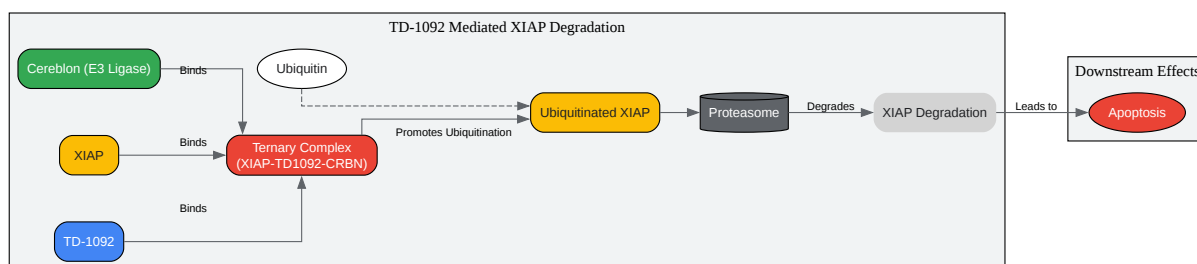 TD-1092 Mediated XIAP Degradation
Cereblon (E3 Ligase)
Binds
Ubiquitin
Downstream Effects
XIAP
Binds
Ternary Complex
(XIAP-TD1092-CRBN)
Promotes Ubiquitination
Ubiquitinated XIAP
Proteasome
Degrades
XIAP Degradation
Leads to
Apoptosis
Binds
TD-1092